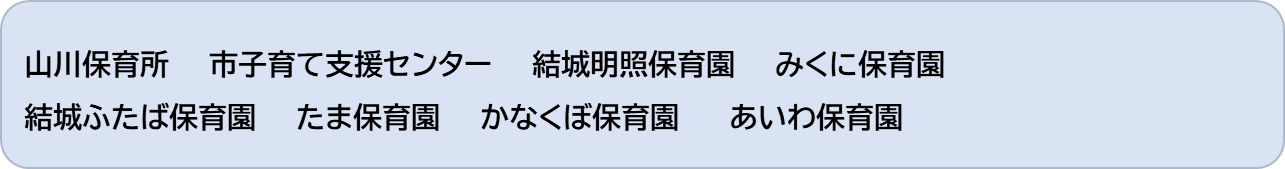 山川保育所　市子育て支援センター　結城明照保育園　みくに保育園
結城ふたば保育園　たま保育園　かなくぼ保育園　あいわ保育園